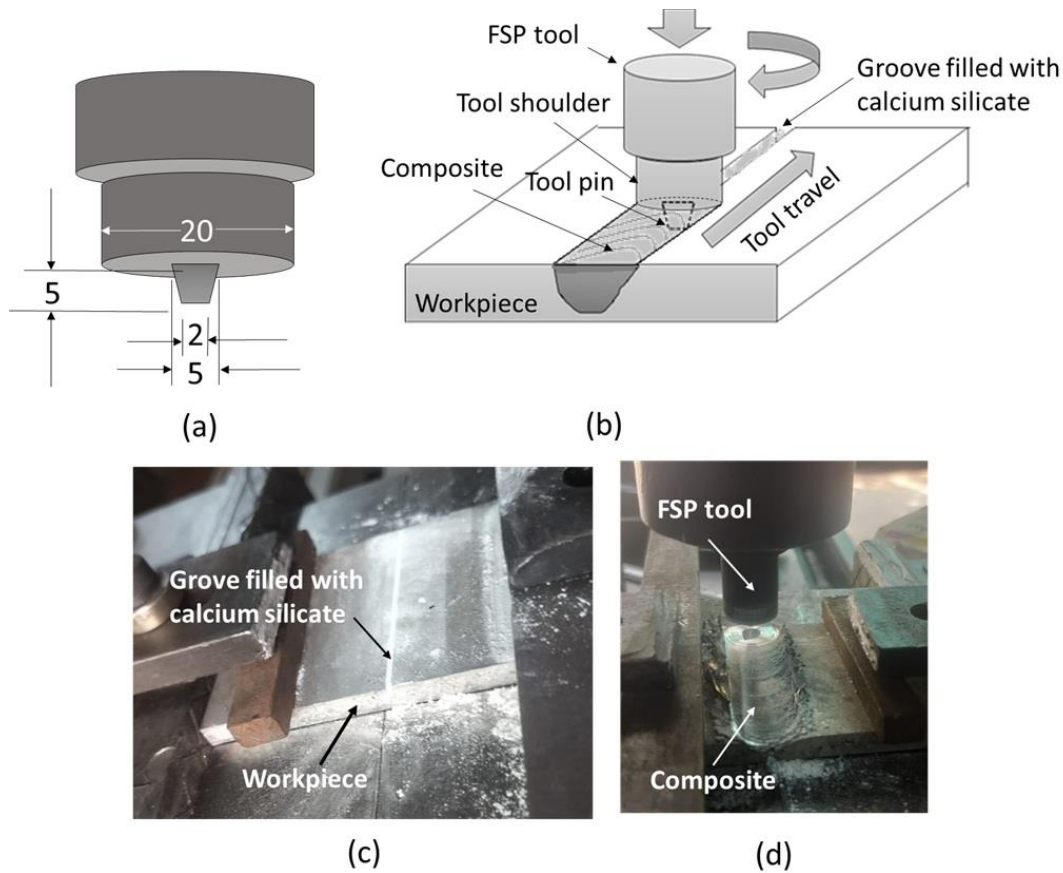 20
5
2
5
(a)
FSP tool
Tool shoulder
Composite
Tool pin
Groove filled with
calcium silicate
Tool travel
Workpiece
(b)
Grove filled with
calcium silicate
Workpiece
(c)
FSP tool
Composite
(d)